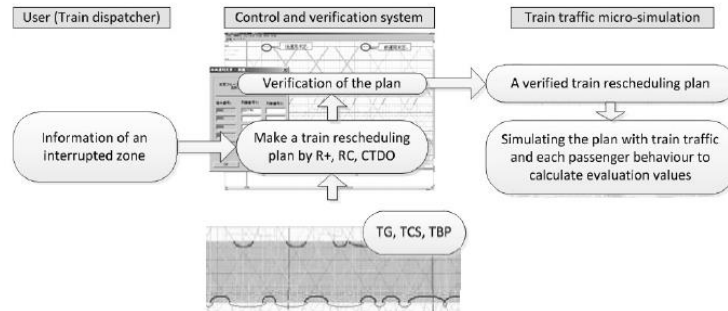 User (Train dispatcher)
Control and verification system
Train traffic micro-simulation
Verification of the plan
A verified train rescheduling plan
Information of an
interrupted zone
Make a train rescheduling
plan by R+, RC, CTDO
Simulating the plan with train traffic
and each passenger behaviour to
calculate evaluation values
TG, TCS, TBP